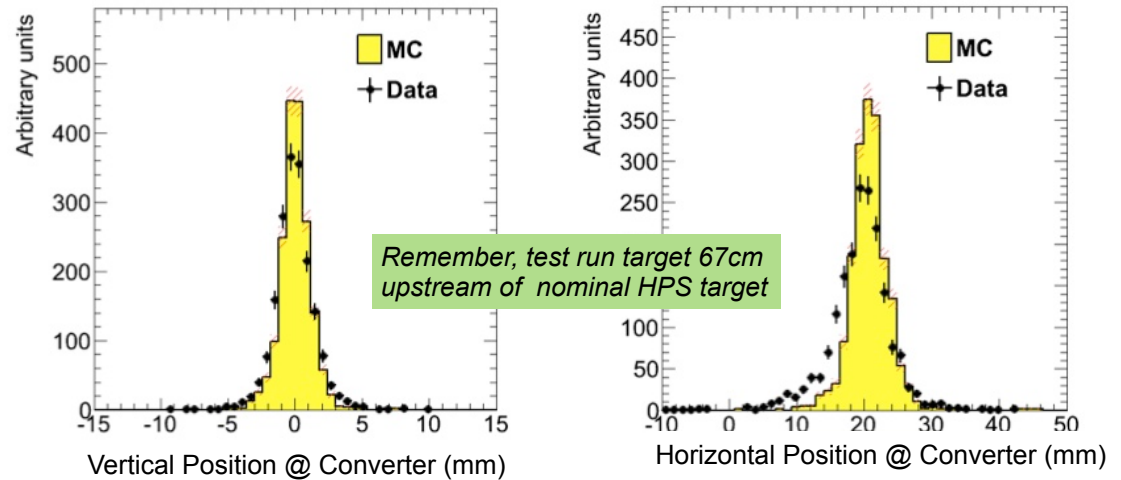 Arbitrary units
500
400
300
200
100
0
-15 -10 -5 0 5 10 15
MC
Data
Vertical Position @ Converter (mm)
Remember, test run target 67cm
upstream of  nominal HPS target
Arbitrary units
450
400
350
300
250
100
50
0
-10 0 10 20 30 40 50
MC
Data
Horizontal Position @ Converter (mm)